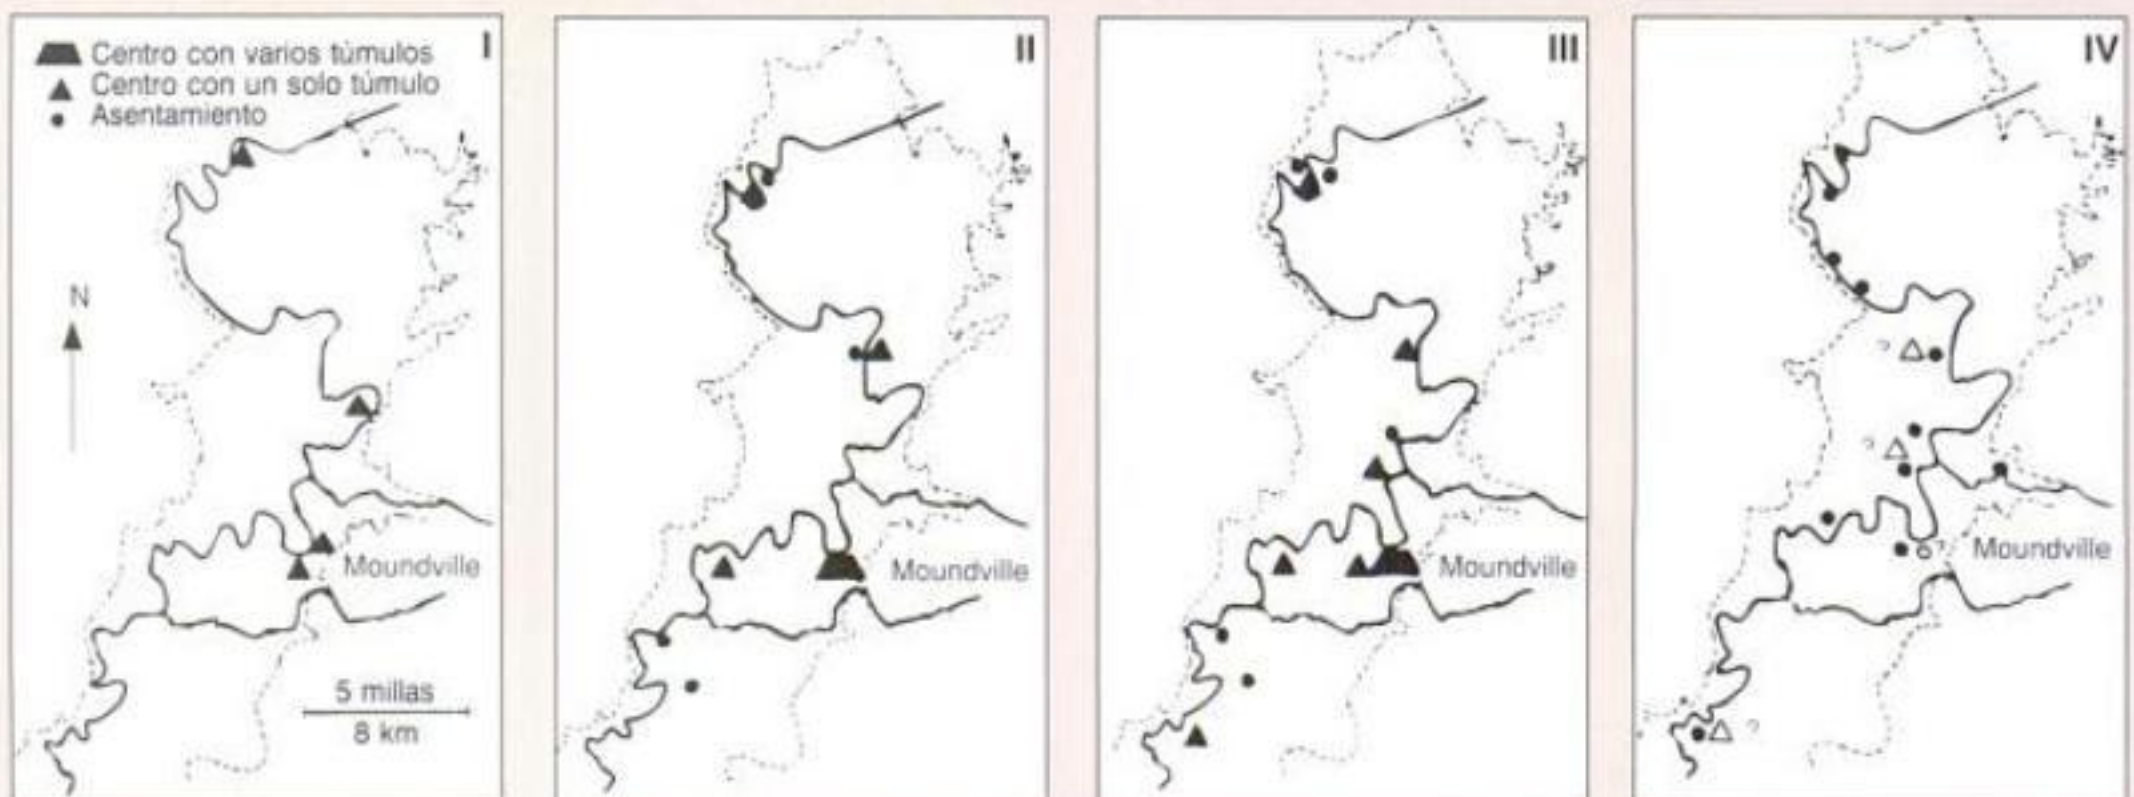 I
Centro con varios túmulos
Centro con un solo túmulo
Asentamiento
N
Moundville
5 millas
8 km
II
Moundville
III
Moundville
IV
?
?
Moundville
?